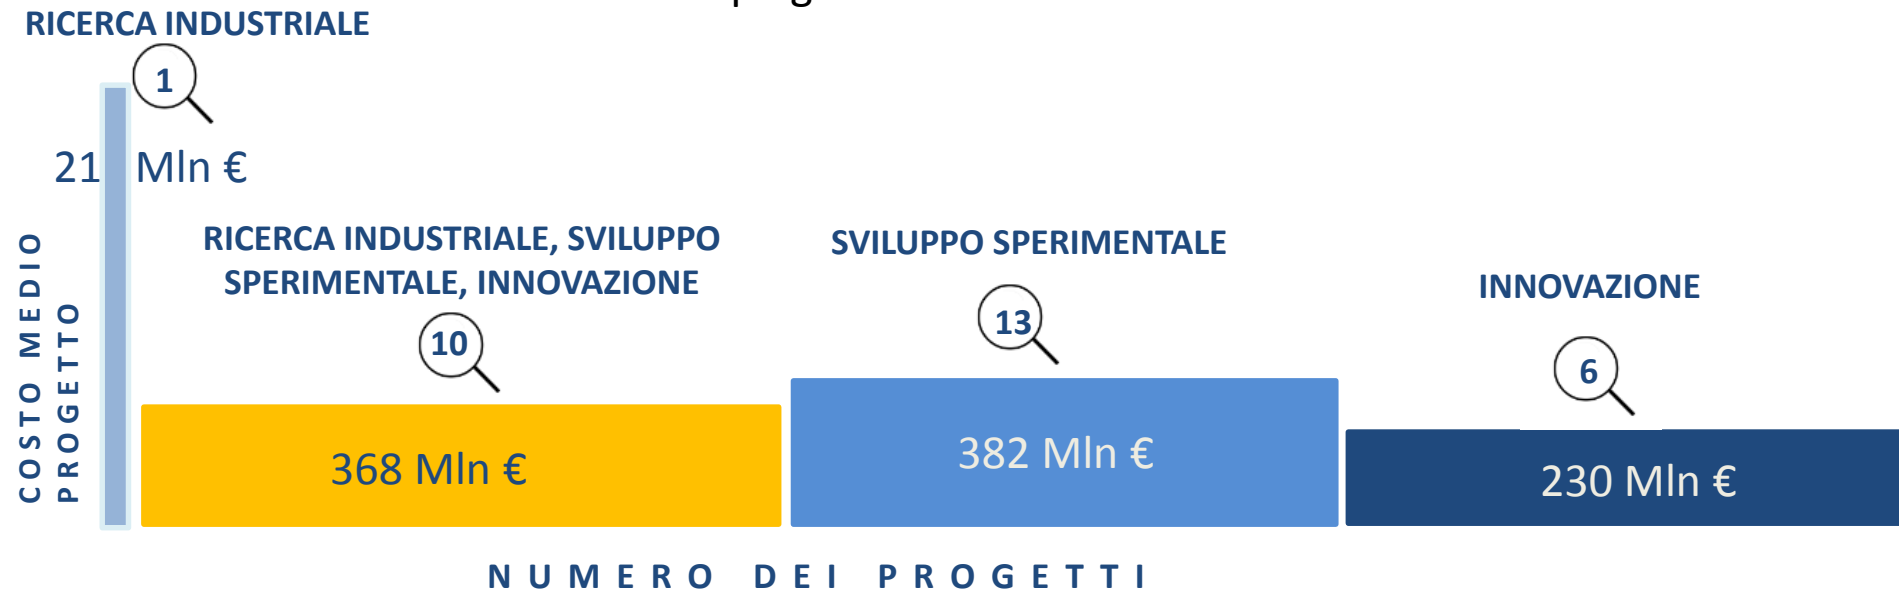 RICERCA INDUSTRIALE
1
21 Mln €
RICERCA INDUSTRIALE, SVILUPPO
SPERIMENTALE, INNOVAZIONE
10
368 Mln €
SVILUPPO SPERIMENTALE
13
382 Mln €
INNOVAZIONE
6
230 Mln €
COSTO MEDIO
PROGETTO
NUMERO DEI PROGETTI